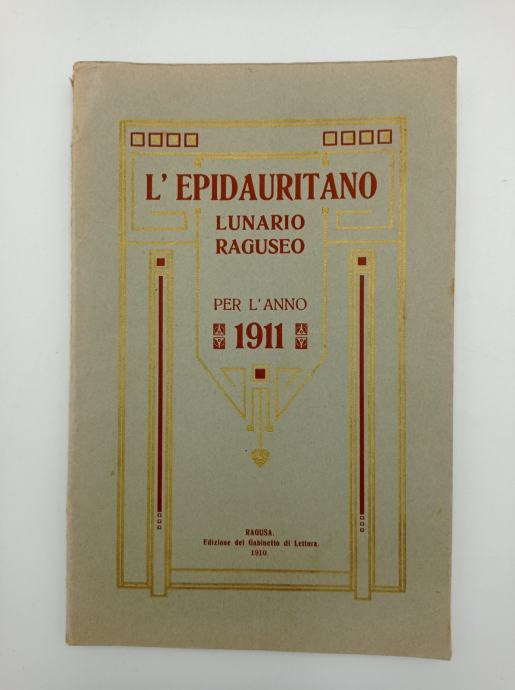 L' EPIDAURITANO
LUNARIO
RAGUSEO
PER L'ANNO
1911
RAGUSA.
Edizione del Gabinetto di Lettura.
1910.